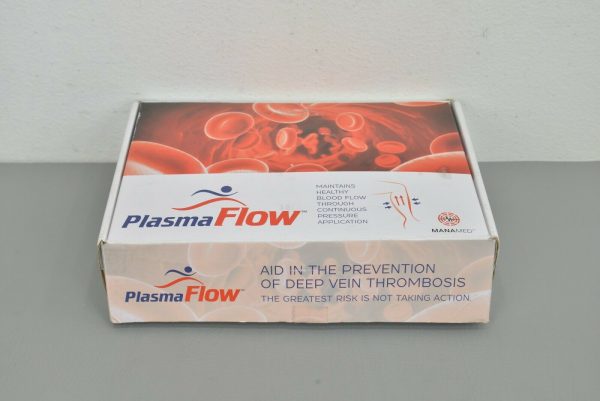 PlasmaFlow™
MAINTAINS
HEALTHY
BLOOD FLOW
THROUGH
CONTINUOUS
PRESSURE
APPLICATION
MANAMED
PlasmaFlow™
AID IN THE PREVENTION
OF DEEP VEIN THROMBOSIS
THE GREATEST RISK IS NOT TAKING ACTION.